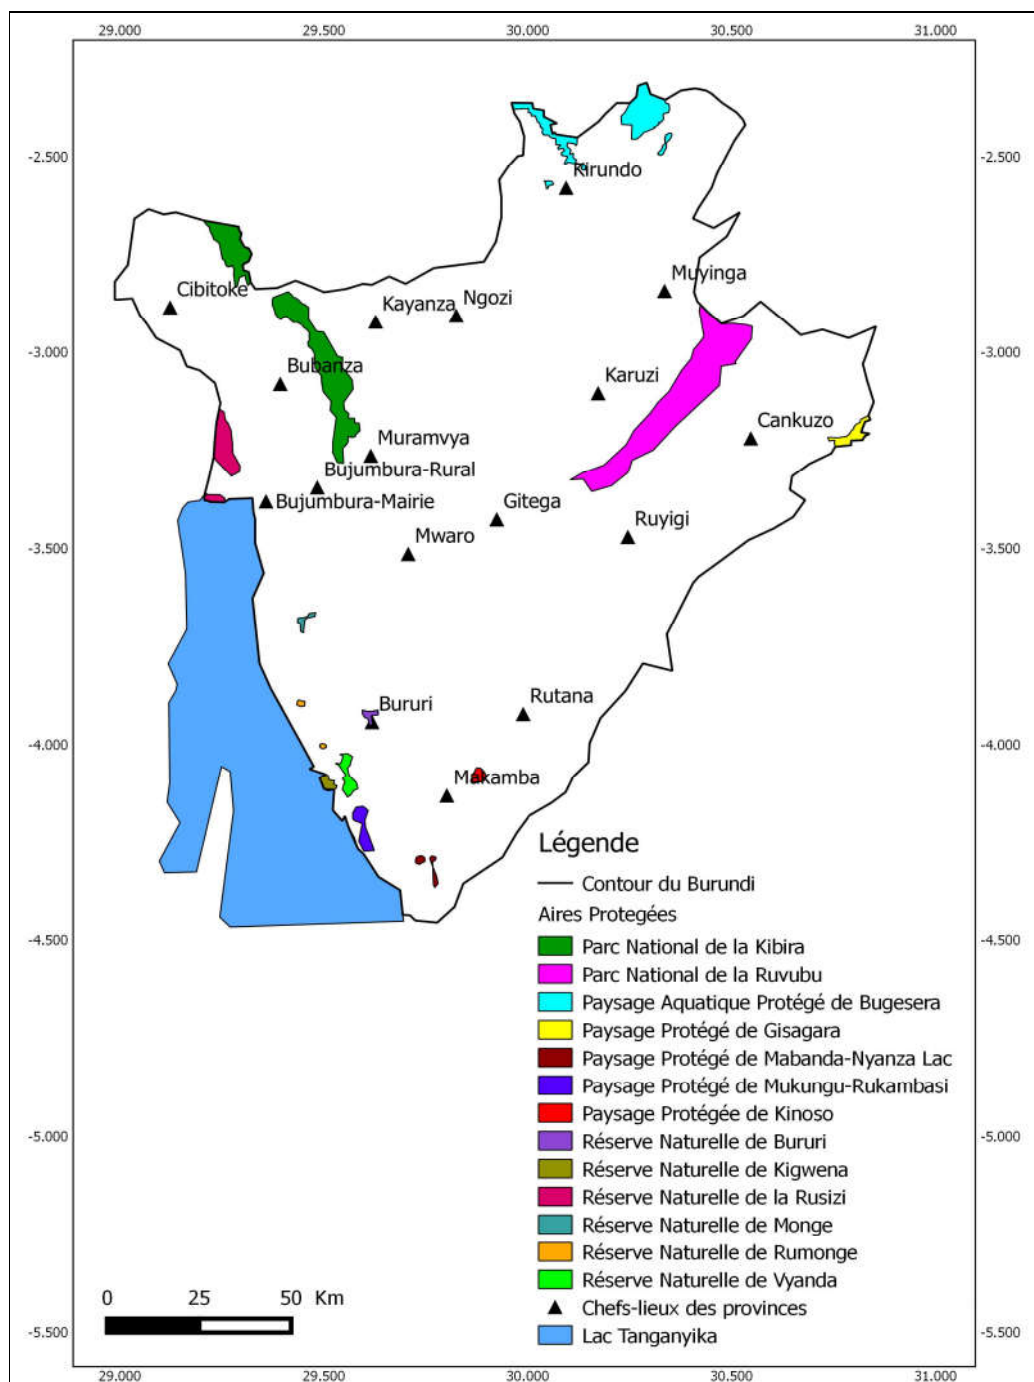 29.000 29.500 30.000 30.500 31.000
-2.500 -2.500
Kirundo
Muyinga
Cibitoke
Kayanza
Ngozi
-3.000 -3.000
Bubanza
Karuzi
Cankuzo
Muramvya
Bujumbura-Rural
Bujumbura-Mairie
Gitega
Ruyigi
Mwaro
-3.500 -3.500
Rutana
Bururi
-4.000 -4.000
Makamba
Légende
Contour du Burundi
Aires Protegées
-4.500 -4.500
Parc National de la Kibira
Parc National de la Ruvubu
Paysage Aquatique Protégé de Bugesera
Paysage Protégé de Gisagara
Paysage Protégé de Mabanda-Nyanza Lac
Paysage Protégé de Mukungu-Rukambasi
Paysage Protégée de Kinoso
-5.000 -5.000
Réserve Naturelle de Bururi
Réserve Naturelle de Kigwena
Réserve Naturelle de la Rusizi
Réserve Naturelle de Monge
Réserve Naturelle de Rumonge
Réserve Naturelle de Vyanda
Chefs-lieux des provinces
Lac Tanganyika
0 25 50 Km
-5.500 -5.500
29.000 29.500 30.000 30.500 31.000